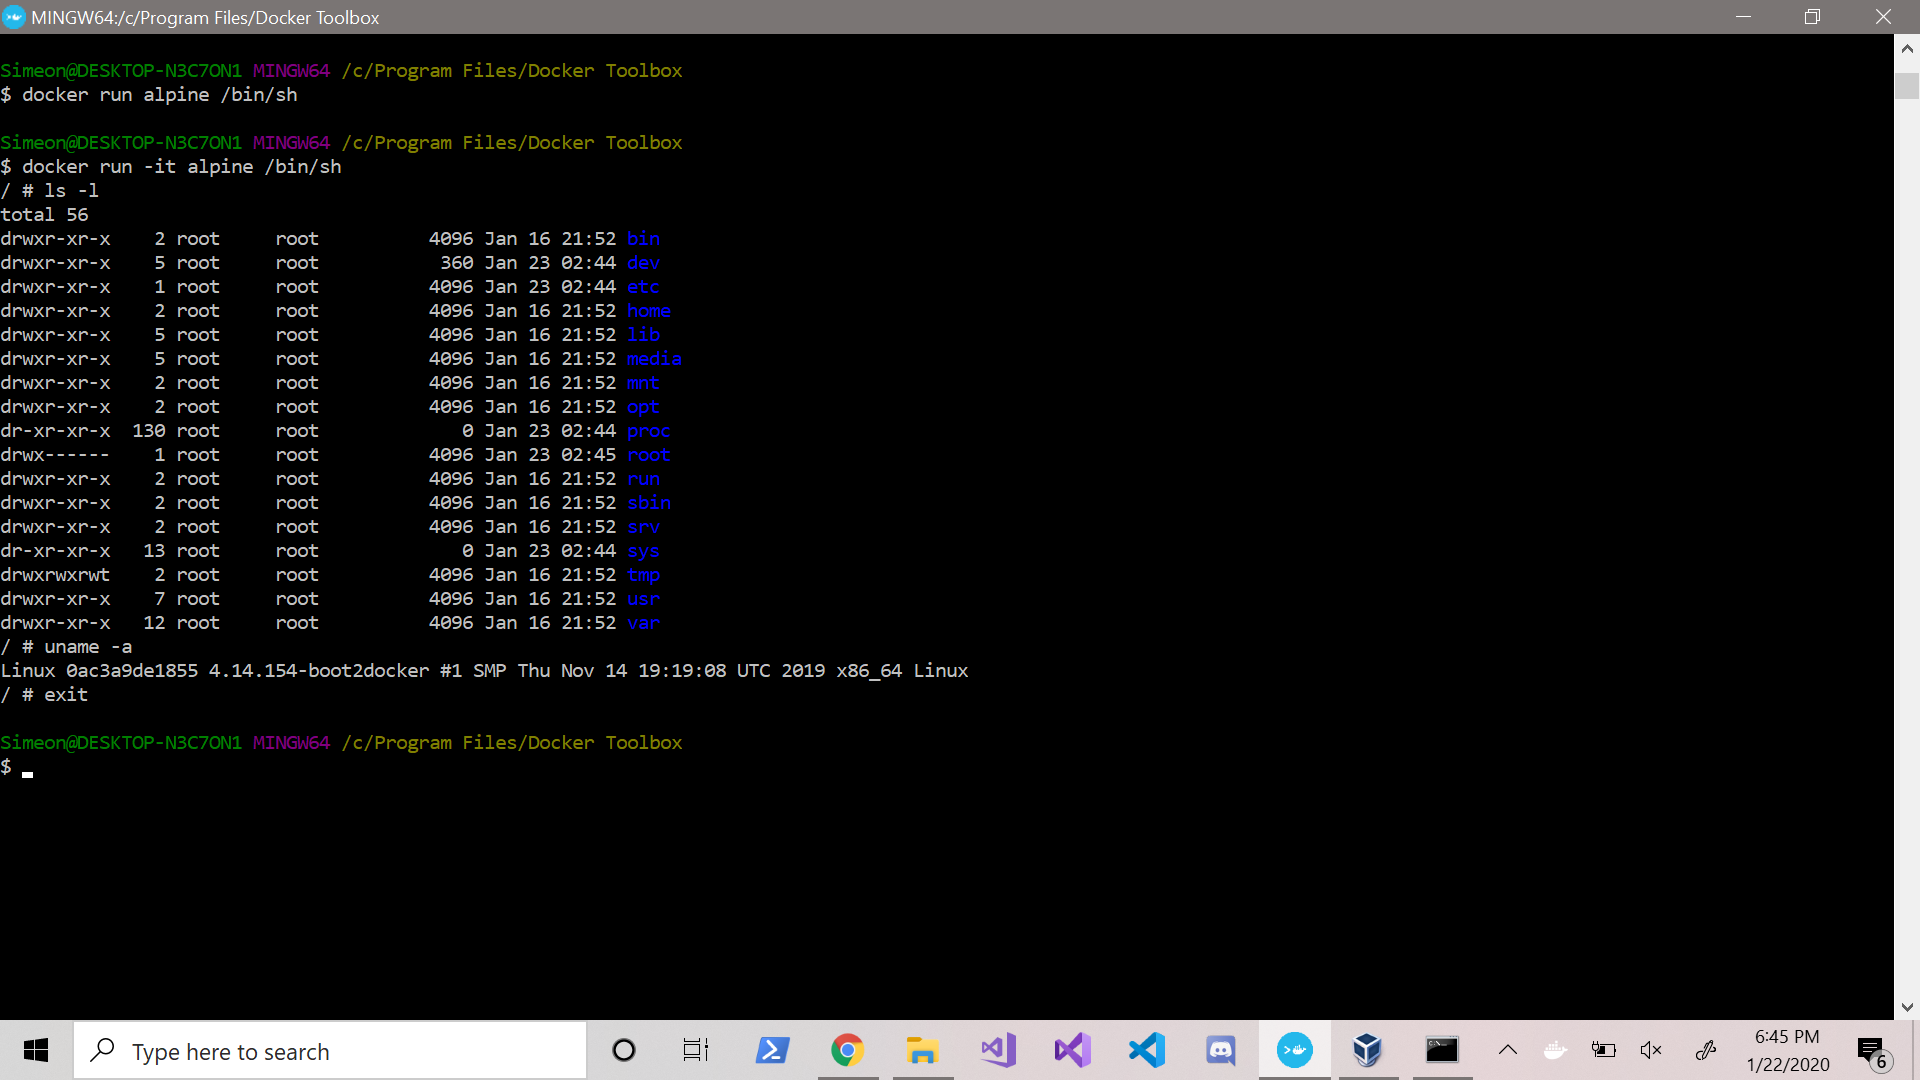 MINGW64:/c/Program Files/Docker Toolbox
Simeon@DESKTOP-N3C7ON1 MINGW64 /c/Program Files/Docker Toolbox
$ docker run alpine /bin/sh
Simeon@DESKTOP-N3C7ON1 MINGW64 /c/Program Files/Docker Toolbox
$ docker run -it alpine /bin/sh
/ # ls -l
total 56
drwxr-xr-x    2 root     root          4096 Jan 16 21:52 bin
drwxr-xr-x    5 root     root           360 Jan 23 02:44 dev
drwxr-xr-x    1 root     root          4096 Jan 23 02:44 etc
drwxr-xr-x    2 root     root          4096 Jan 16 21:52 home
drwxr-xr-x    5 root     root          4096 Jan 16 21:52 lib
drwxr-xr-x    5 root     root          4096 Jan 16 21:52 media
drwxr-xr-x    2 root     root          4096 Jan 16 21:52 mnt
drwxr-xr-x    2 root     root          4096 Jan 16 21:52 opt
dr-xr-xr-x  130 root     root             0 Jan 23 02:44 proc
drwx------    1 root     root          4096 Jan 23 02:45 root
drwxr-xr-x    2 root     root          4096 Jan 16 21:52 run
drwxr-xr-x    2 root     root          4096 Jan 16 21:52 sbin
drwxr-xr-x    2 root     root          4096 Jan 16 21:52 srv
dr-xr-xr-x   13 root     root             0 Jan 23 02:44 sys
drwxrwxrwt    2 root     root          4096 Jan 16 21:52 tmp
drwxr-xr-x    7 root     root          4096 Jan 16 21:52 usr
drwxr-xr-x   12 root     root          4096 Jan 16 21:52 var
/ # uname -a
Linux 0ac3a9de1855 4.14.154-boot2docker #1 SMP Thu Nov 14 19:19:08 UTC 2019 x86_64 Linux
/ # exit
Simeon@DESKTOP-N3C7ON1 MINGW64 /c/Program Files/Docker Toolbox
$
Type here to search
6:45 PM
1/22/2020
6